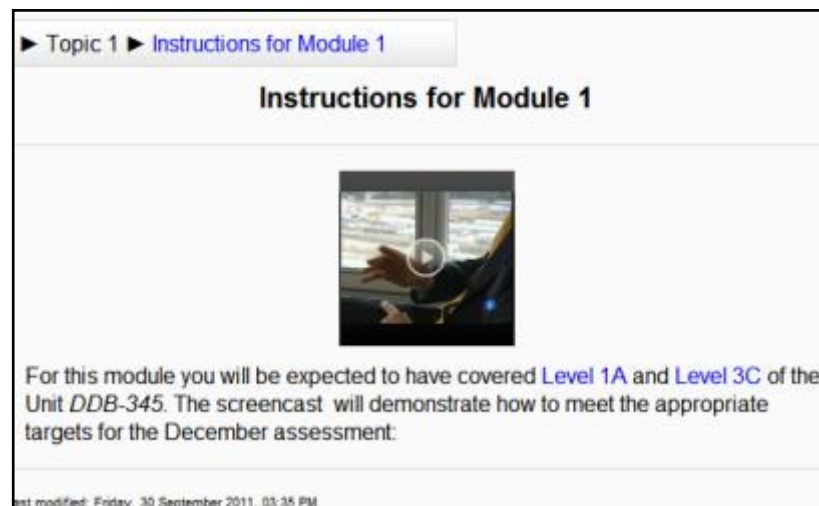 ► Topic 1 ► Instructions for Module 1
Instructions for Module 1
For this module you will be expected to have covered Level 1A and Level 3C of the
Unit DDB-345. The screencast will demonstrate how to meet the appropriate
targets for the December assessment:
ast modified: Friday, 30 September 2011, 03:35 PM